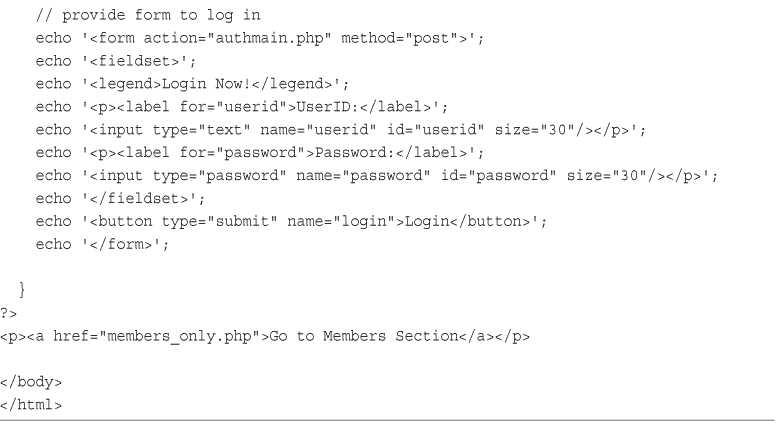 // provide form to log in
echo '<form action="authmain.php" method="post">';
echo '<fieldset>';
echo '<legend>Login Now!</legend>';
echo '<p><label for="userid">UserID:</label>';
echo '<input type="text" name="userid" id="userid" size="30"/></p>';
echo '<p><label for="password">Password:</label>';
echo '<input type="password" name="password" id="password" size="30"/></p>';
echo '</fieldset>';
echo '<button type="submit" name="login">Login</button>';
echo '</form>';
}
?>
<p><a href="members_only.php">Go to Members Section</a></p>
</body>
</html>